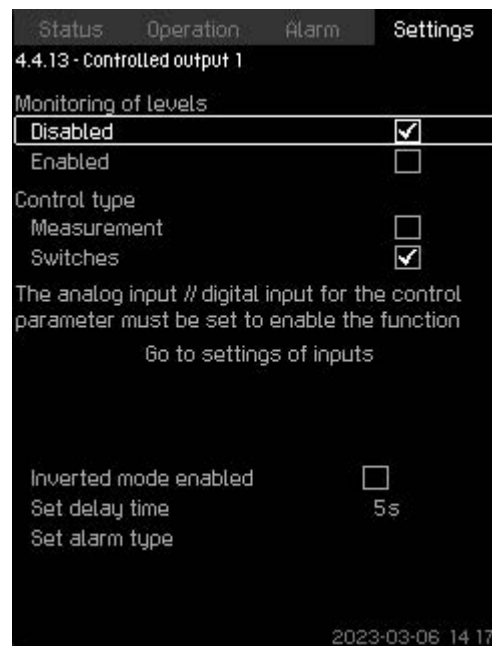 Status Operation Alarm Settings
4.4.13 - Controlled output 1
Monitoring of levels
Disabled
Enabled
Control type
Measurement
Switches
The analog input // digital input for the control
parameter must be set to enable the function
Go to settings of inputs
Inverted mode enabled
Set delay time 5s
Set alarm type
2023-03-06 14 17